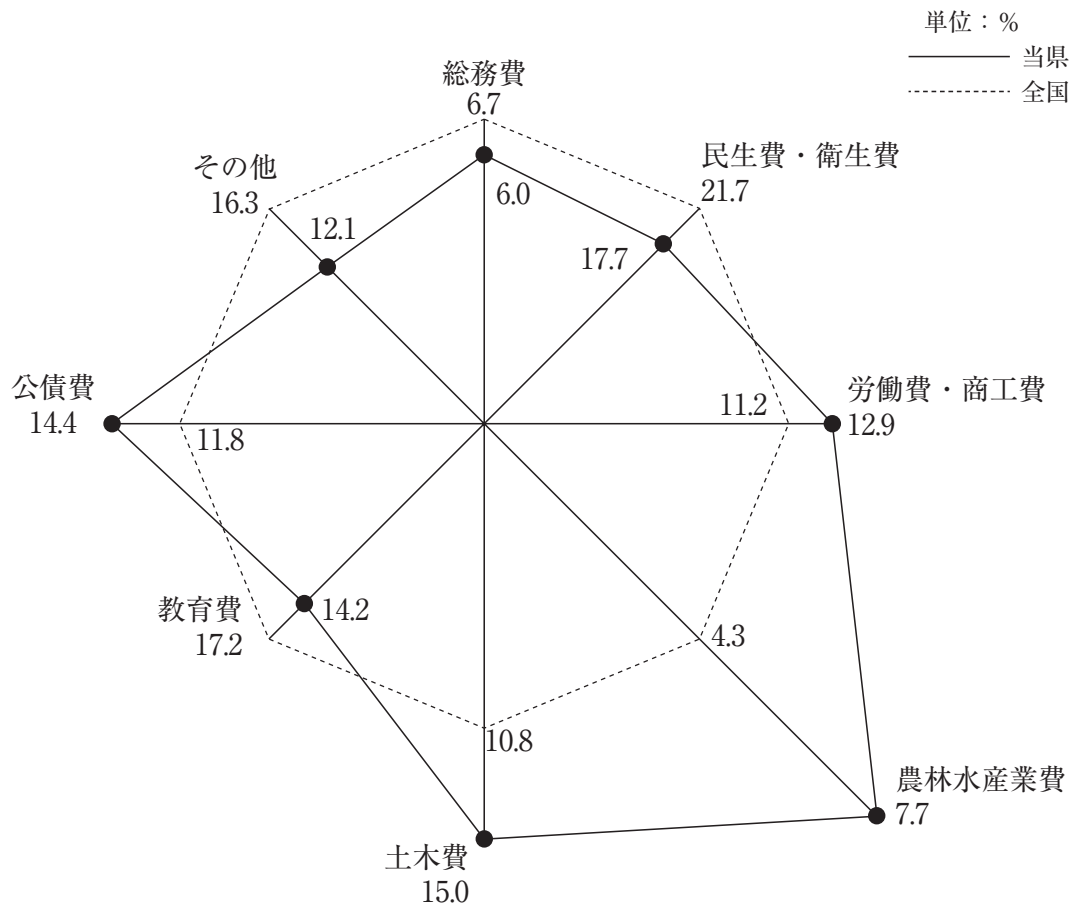 単位：%
当県
全国
総務費
6.7
6.0
民生費・衛生費
21.7
17.7
その他
16.3
12.1
労働費・商工費
11.2
12.9
公債費
14.4
11.8
教育費
17.2
14.2
4.3
10.8
農林水産業費
7.7
土木費
15.0